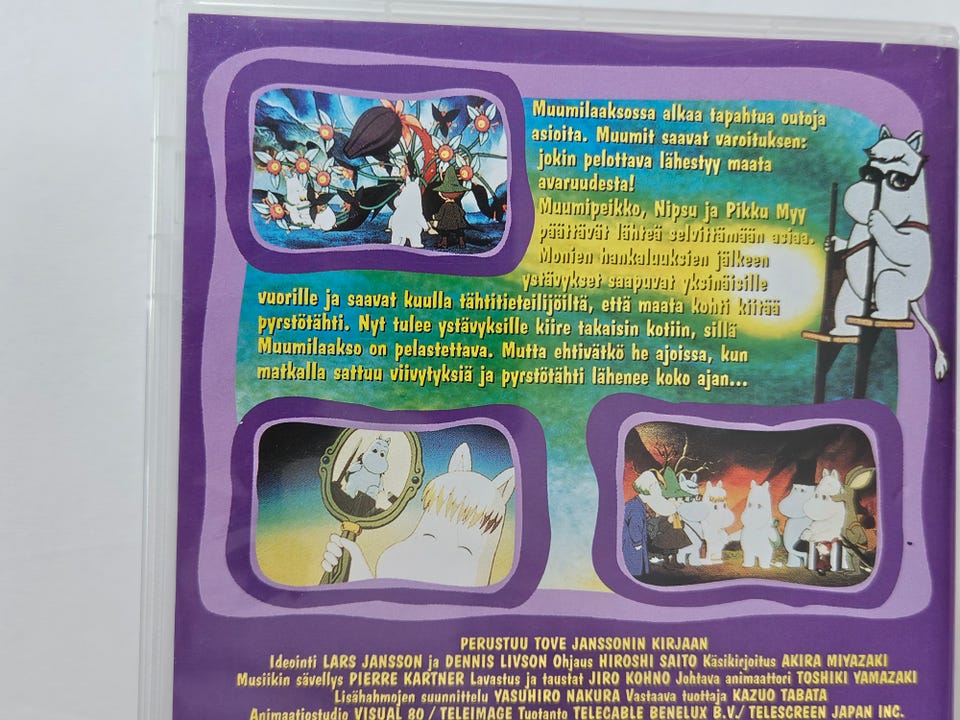 Muumilaaksossa alkaa tapahtua outoja
asioita. Muumit saavat varoituksen:
jokin pelottava lähestyy maata
avaruudesta!
Muumipeikko, Nipsu ja Pikku Myy
päättävät lähteä selvittämään asiaa.
Monien hankaluuksien jälkeen
ystävykset saapuvat yksinäisille
vuorille ja saavat kuulla tähtitieteilijöiltä, että maata kohti kiitää
pyrstötähti. Nyt tulee ystävyksille kiire takaisin kotiin, sillä
Muumilaakso on pelastettava. Mutta ehtivätkö he ajoissa, kun
matkalla sattuu viivytyksiä ja pyrstötähti lähenee koko ajan...
PERUSTUU TOVE JANSSONIN KIRJAAN
Ideointi LARS JANSSON ja DENNIS LIVSON Ohjaus HIROSHI SAITO Käsikirjoitus AKIRA MIYAZAKI
Musiikin sävellys PIERRE KARTNER Lavastus ja taustat JIRO KOHNO Johtava animaattori TOSHIKI YAMAZAKI
Lisähahmojen suunnittelu YASUHIRO NAKURA Vastaava tuottaja KAZUO TABATA
Animaatiostudio VISUAL 80 / TELEIMAGE Tuotanto TELECABLE BENELUX B.V./ TELESCREEN JAPAN INC.